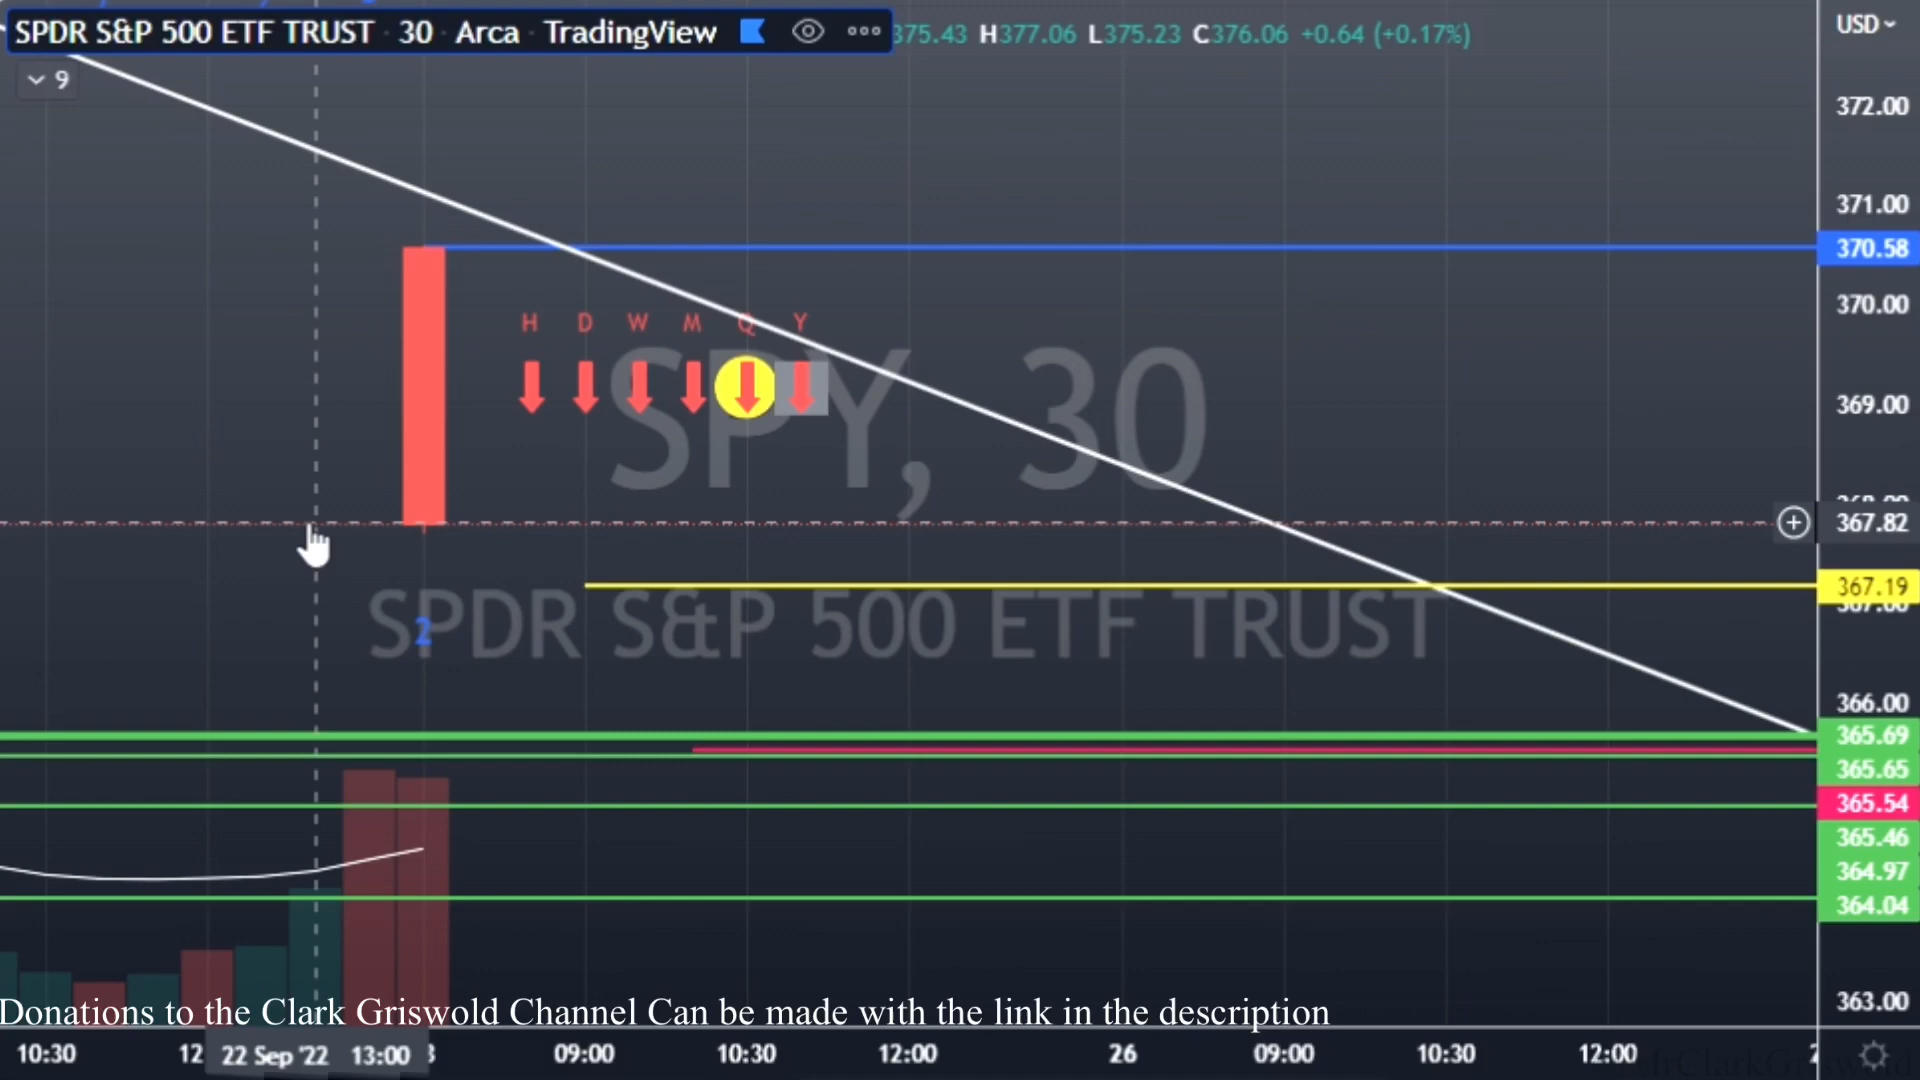 SPDR S&P 500 ETF TRUST · 30 · Arca · TradingView 375.43 H377.06 L375.23 C376.06 +0.64 (+0.17%)
USD
9
372.00
371.00
370.58
370.00
H D W M Q Y
SPY, 30
369.00
367.82
367.19
SPDR S&P 500 ETF TRUST
2
366.00
365.69
365.65
365.54
365.46
364.97
364.04
363.00
Donations to the Clark Griswold Channel Can be made with the link in the description
10:30 12 22 Sep '22 13:00 09:00 10:30 12:00 26 09:00 10:30 12:00